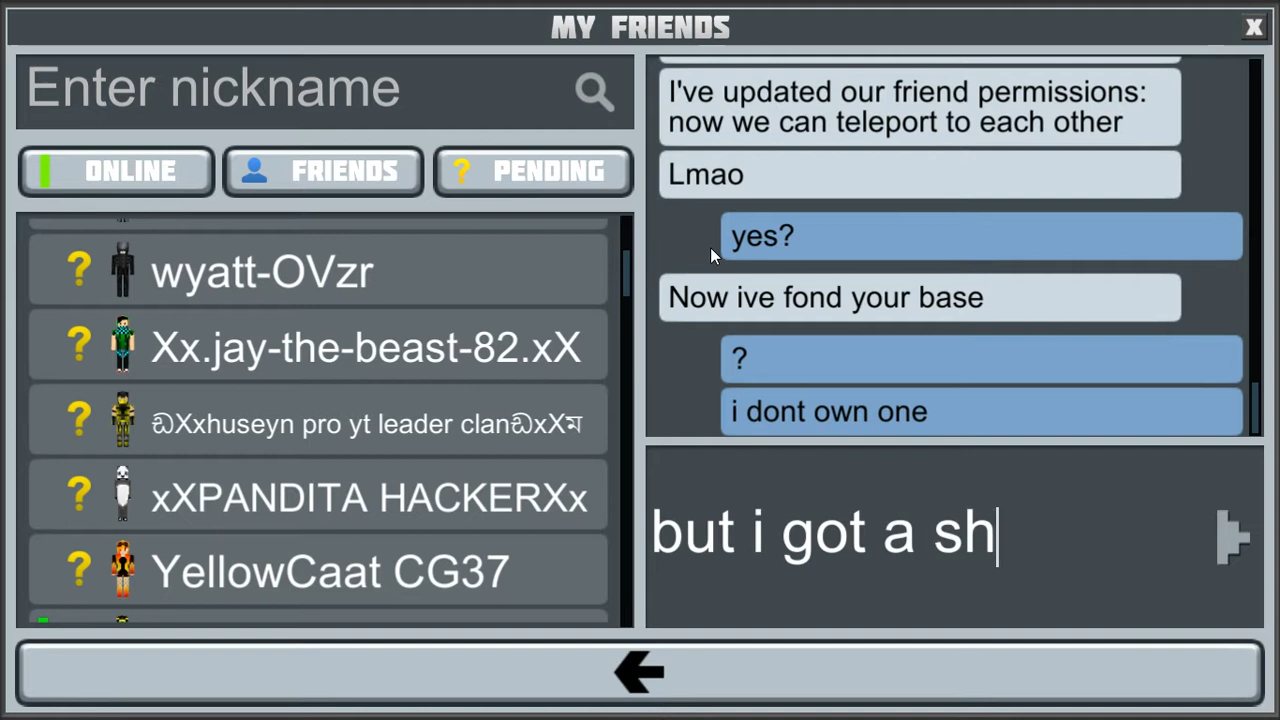 MY FRIENDS
X
Enter nickname
ONLINE
FRIENDS
? PENDING
? wyatt-OVzr
? Xx.jay-the-beast-82.xX
? ඩXxhuseyn pro yt leader clanඩxXম
? xXPANDITA HACKERXx
? YellowCaat CG37
I've updated our friend permissions:
now we can teleport to each other
Lmao
yes?
Now ive fond your base
?
i dont own one
but i got a sh